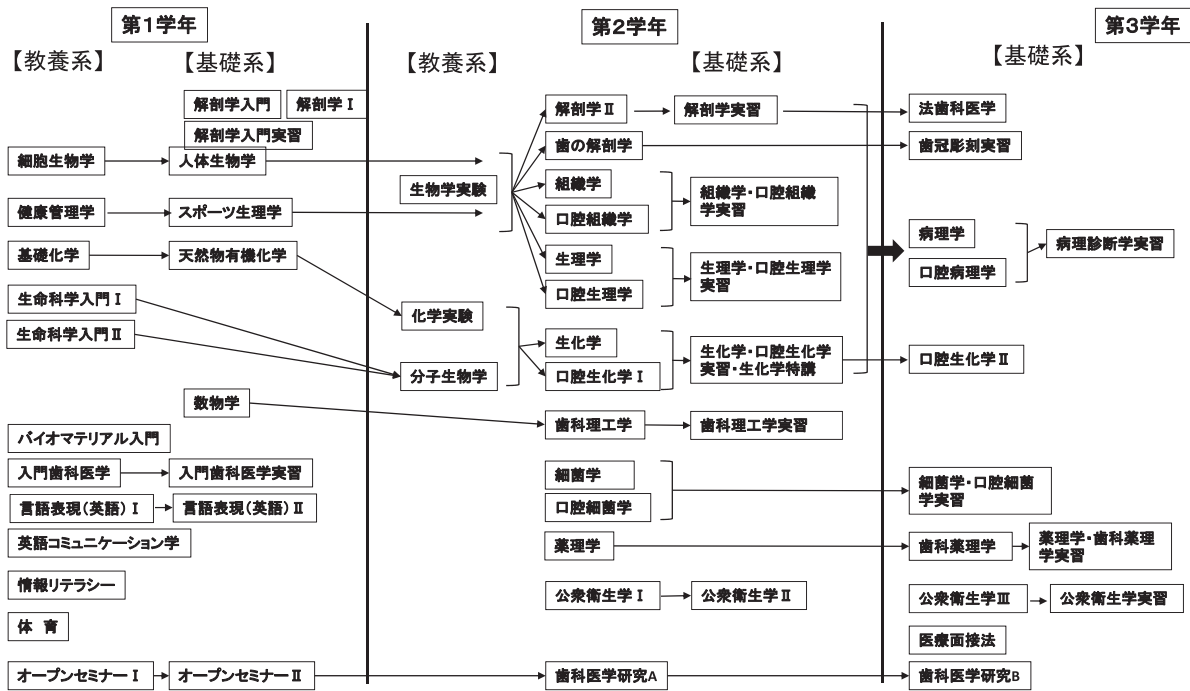 第1学年
第2学年
第3学年
【教養系】
【基礎系】
【教養系】
【基礎系】
【基礎系】
解剖学入門
解剖学Ⅰ
解剖学入門実習
細胞生物学
人体生物学
健康管理学
スポーツ生理学
基礎化学
天然物有機化学
生命科学入門Ⅰ
生命科学入門Ⅱ
数物学
バイオマテリアル入門
入門歯科医学
入門歯科医学実習
言語表現(英語)Ⅰ
言語表現(英語)Ⅱ
英語コミュニケーション学
情報リテラシー
体 育
オープンセミナーⅠ
オープンセミナーⅡ
生物学実験
化学実験
分子生物学
解剖学Ⅱ
解剖学実習
歯の解剖学
組織学
口腔組織学
組織学・口腔組織
学実習
生理学
口腔生理学
生理学・口腔生理学
実習
生化学
口腔生化学Ⅰ
生化学・口腔生化学
実習・生化学特講
歯科理工学
歯科理工学実習
細菌学
口腔細菌学
薬理学
公衆衛生学Ⅰ
公衆衛生学Ⅱ
歯科医学研究A
法歯科医学
歯冠彫刻実習
病理学
口腔病理学
病理診断学実習
口腔生化学Ⅱ
細菌学・口腔細菌
学実習
歯科薬理学
薬理学・歯科薬理
学実習
公衆衛生学Ⅲ
公衆衛生学実習
医療面接法
歯科医学研究B